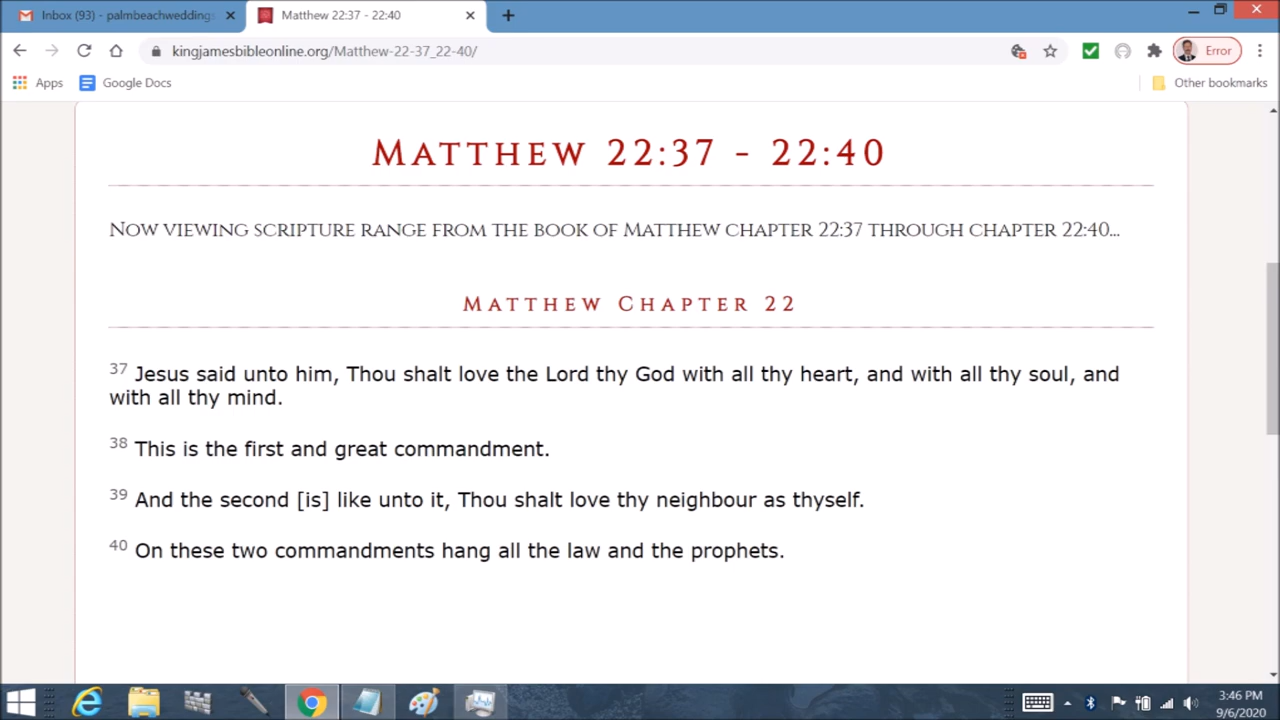 Inbox (93) - palmbeachwedding
Matthew 22:37 - 22:40
kingjamesbibleonline.org/Matthew-22-37_22-40/
Error
Apps
Google Docs
Other bookmarks
Matthew 22:37 - 22:40
Now viewing scripture range from the book of Matthew chapter 22:37 through chapter 22:40...
Matthew Chapter 22
37 Jesus said unto him, Thou shalt love the Lord thy God with all thy heart, and with all thy soul, and
with all thy mind.
38 This is the first and great commandment.
39 And the second [is] like unto it, Thou shalt love thy neighbour as thyself.
40 On these two commandments hang all the law and the prophets.
3:46 PM
9/6/2020